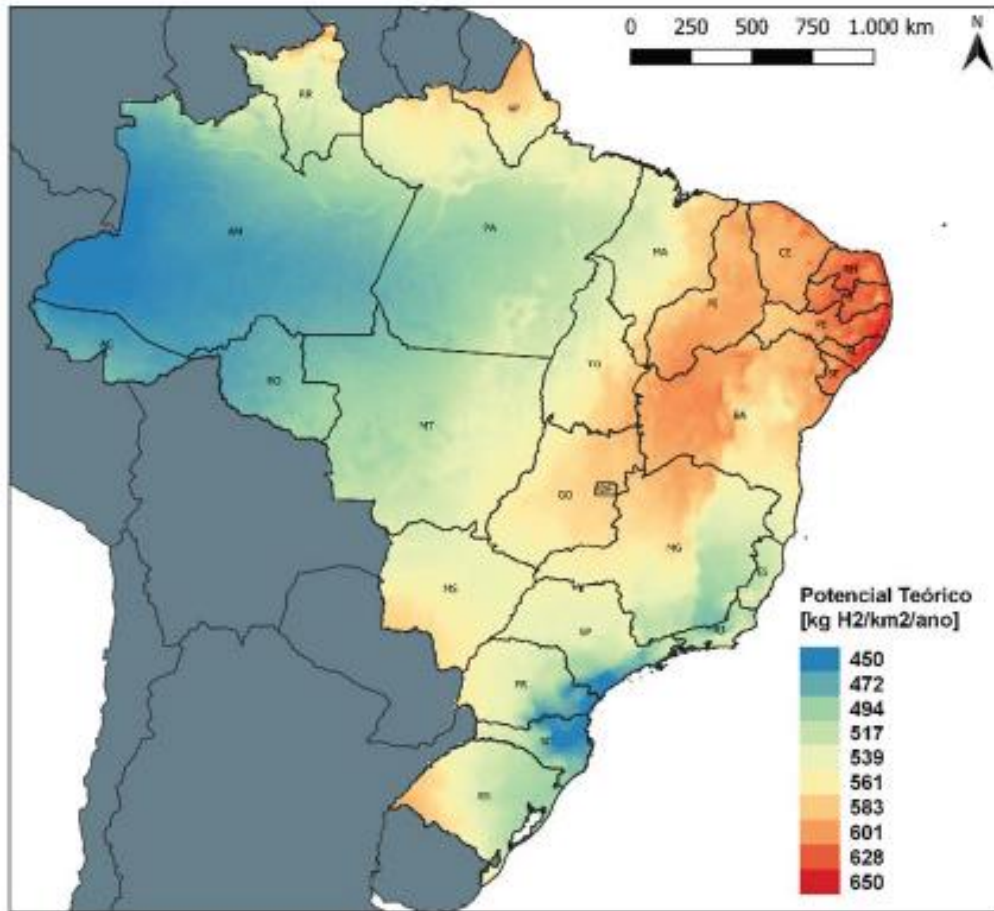 0 250 500 750 1.000 km
N
RR
AP
AM
PA
MA
CE
RN
PI
PE
AC
RO
TO
SE
BA
MT
GO
MG
MS
ES
SP
RJ
PR
SC
RS
Potencial Teórico
[kg H2/km2/ano]
450
472
494
517
539
561
583
601
628
650